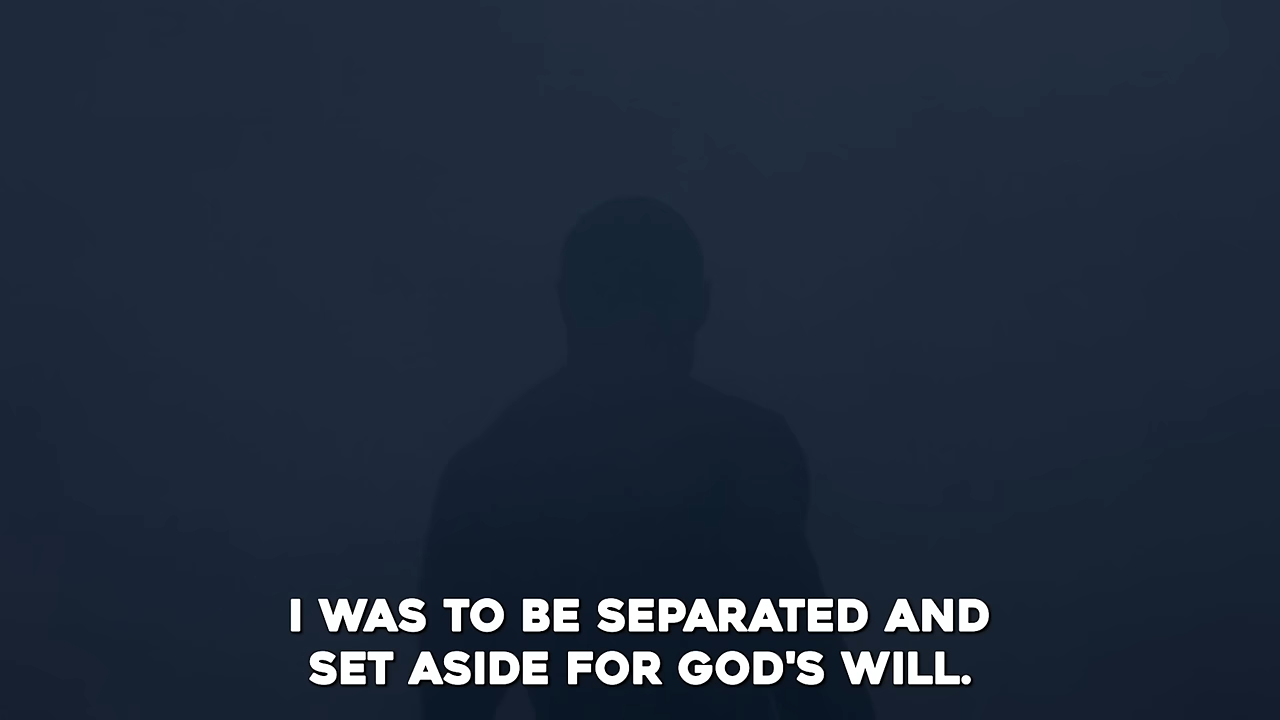 I WAS TO BE SEPARATED AND
SET ASIDE FOR GOD'S WILL.